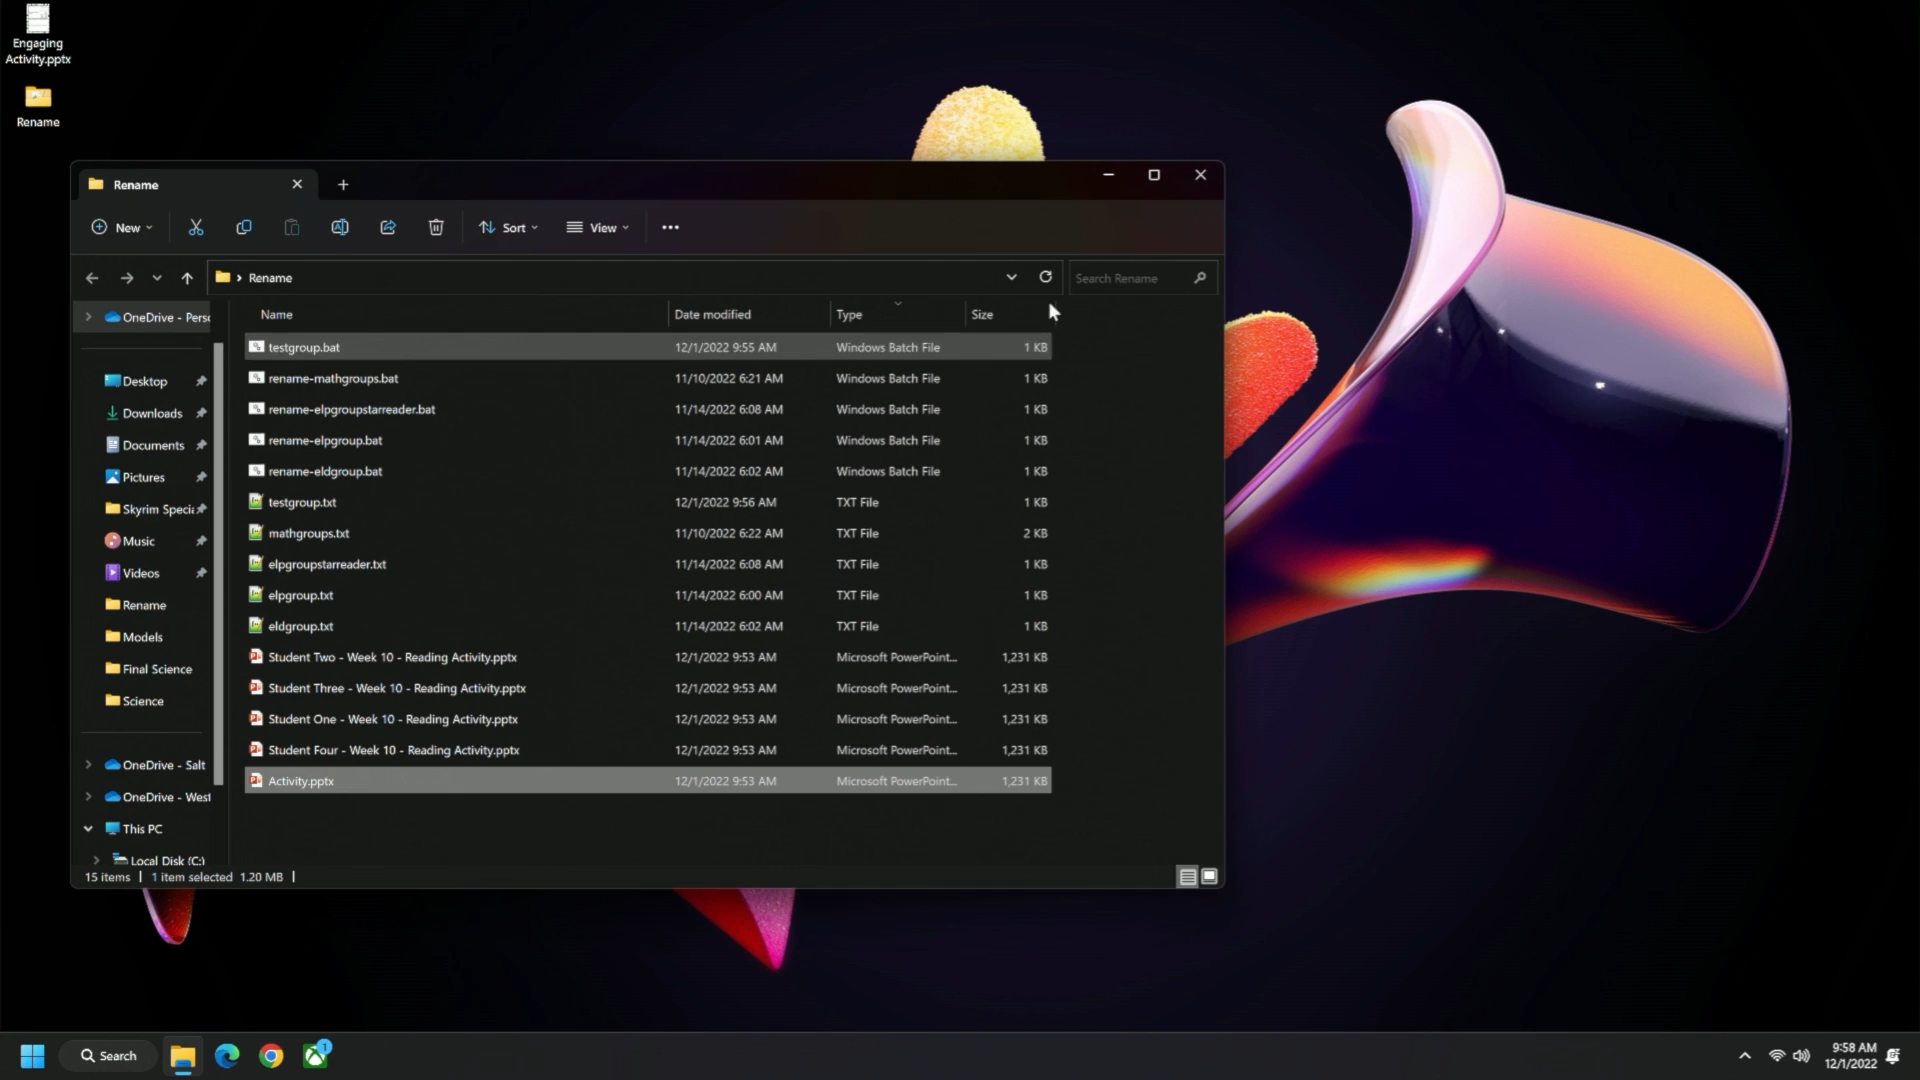 Engaging
Activity.pptx
Rename
Rename
New
Sort
View
Rename
Search Rename
Name
Date modified
Type
Size
OneDrive - Perso
Desktop
Downloads
Documents
Pictures
Skyrim Specia
Music
Videos
Rename
Models
Final Science
Science
OneDrive - Salt
OneDrive - West
This PC
Local Disk (C:)
testgroup.bat 12/1/2022 9:55 AM Windows Batch File 1 KB
rename-mathgroups.bat 11/10/2022 6:21 AM Windows Batch File 1 KB
rename-elpgroupstarreader.bat 11/14/2022 6:08 AM Windows Batch File 1 KB
rename-elpgroup.bat 11/14/2022 6:01 AM Windows Batch File 1 KB
rename-eldgroup.bat 11/14/2022 6:02 AM Windows Batch File 1 KB
testgroup.txt 12/1/2022 9:56 AM TXT File 1 KB
mathgroups.txt 11/10/2022 6:22 AM TXT File 2 KB
elpgroupstarreader.txt 11/14/2022 6:08 AM TXT File 1 KB
elpgroup.txt 11/14/2022 6:00 AM TXT File 1 KB
eldgroup.txt 11/14/2022 6:02 AM TXT File 1 KB
Student Two - Week 10 - Reading Activity.pptx 12/1/2022 9:53 AM Microsoft PowerPoint... 1,231 KB
Student Three - Week 10 - Reading Activity.pptx 12/1/2022 9:53 AM Microsoft PowerPoint... 1,231 KB
Student One - Week 10 - Reading Activity.pptx 12/1/2022 9:53 AM Microsoft PowerPoint... 1,231 KB
Student Four - Week 10 - Reading Activity.pptx 12/1/2022 9:53 AM Microsoft PowerPoint... 1,231 KB
Activity.pptx 12/1/2022 9:53 AM Microsoft PowerPoint... 1,231 KB
15 items | 1 item selected 1.20 MB |
Search
1
9:58 AM
12/1/2022